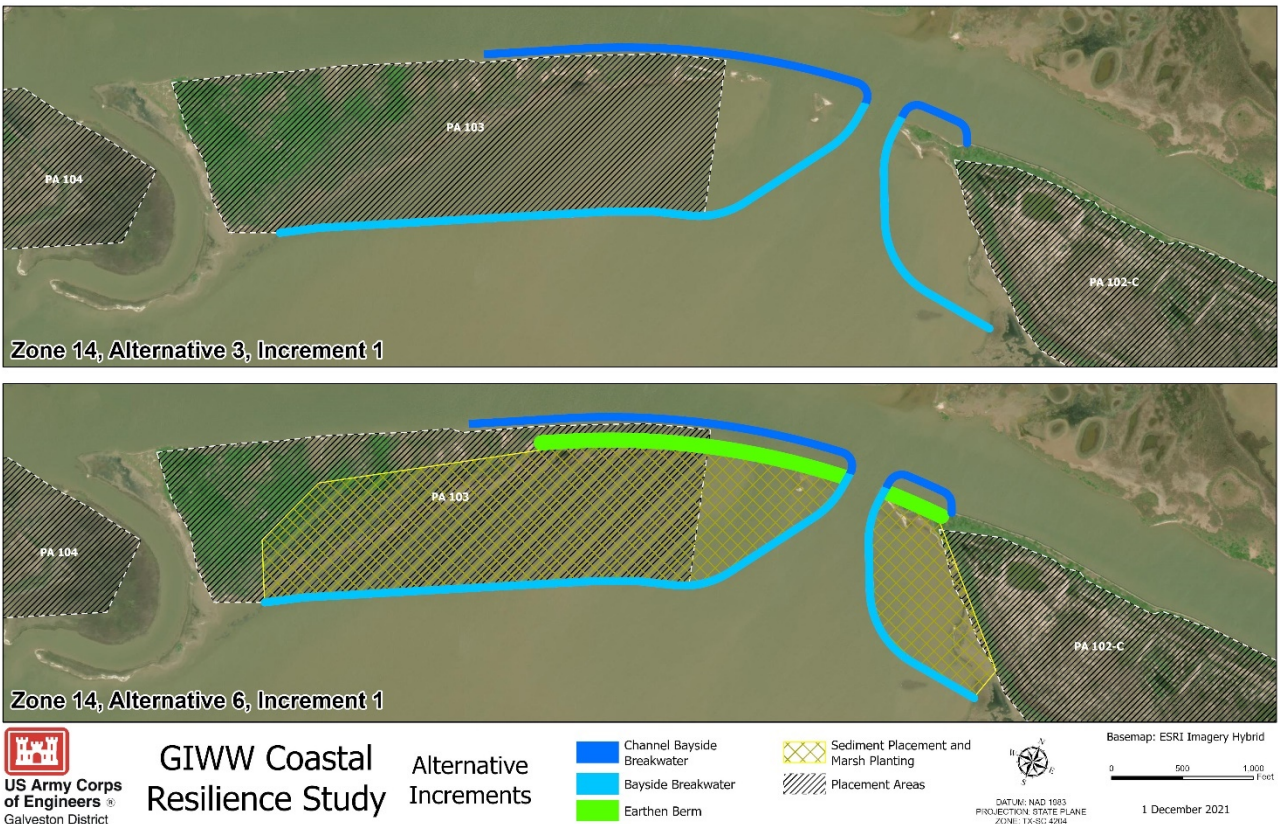 PA 103
PA 104
PA 102-C
Zone 14, Alternative 3, Increment 1
PA 103
PA 104
PA 102-C
Zone 14, Alternative 6, Increment 1
US Army Corps
of Engineers ®
Galveston District
GIWW Coastal
Resilience Study
Alternative
Increments
Channel Bayside
Breakwater
Bayside Breakwater
Earthen Berm
Sediment Placement and
Marsh Planting
Placement Areas
N
E
S
DATUM: NAD 1983
PROJECTION: STATE PLANE
ZONE: TX-SC 4204
Basemap: ESRI Imagery Hybrid
0 500 1,000
Feet
1 December 2021